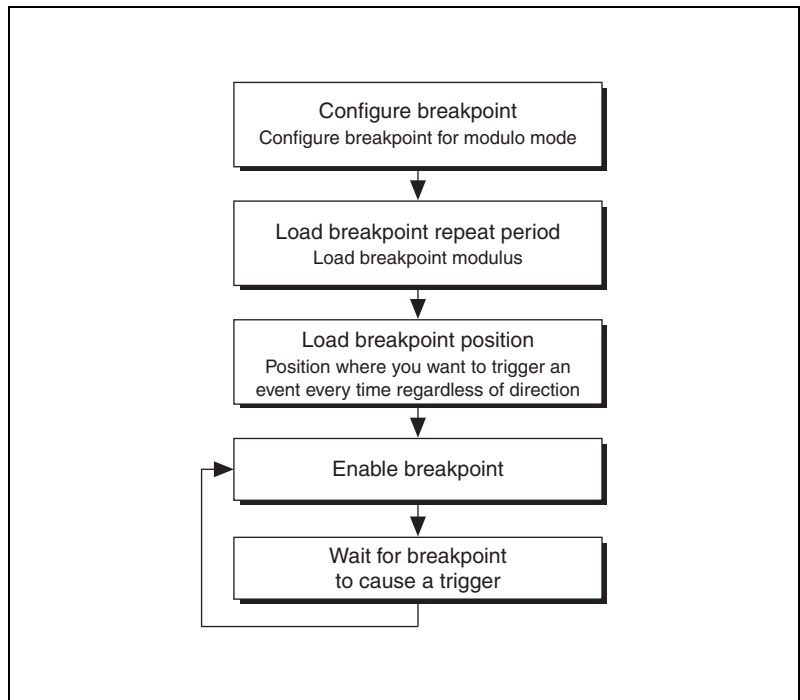 Configure breakpoint
Configure breakpoint for modulo mode
Load breakpoint repeat period
Load breakpoint modulus
Load breakpoint position
Position where you want to trigger an
event every time regardless of direction
Enable breakpoint
Wait for breakpoint
to cause a trigger